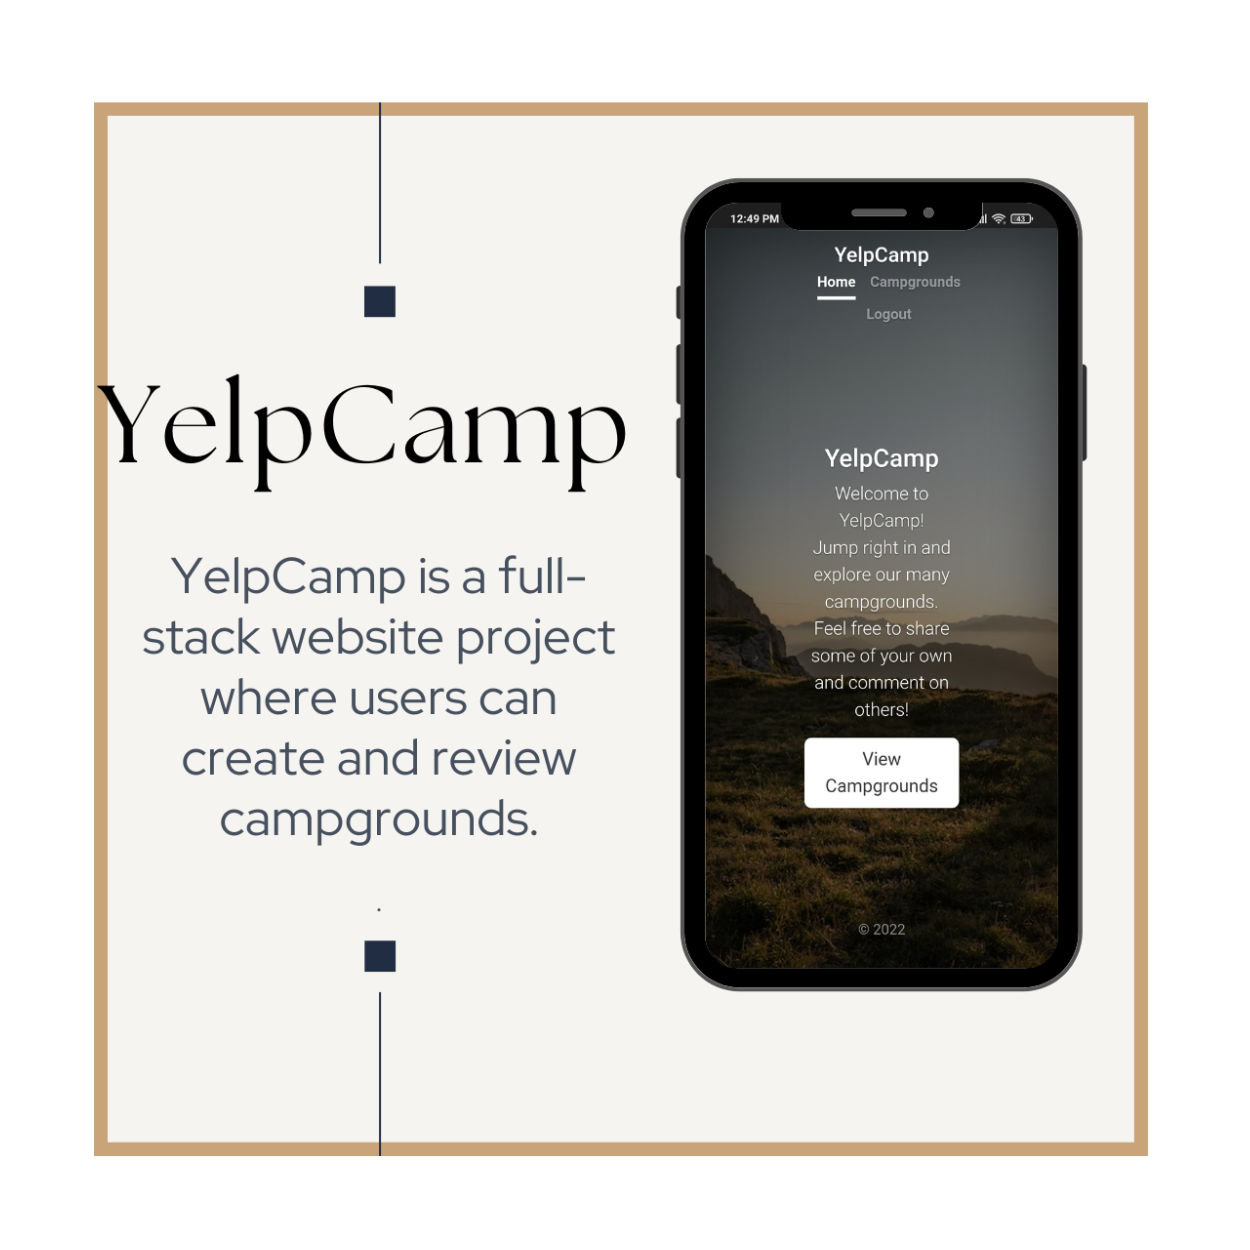 YelpCamp
YelpCamp is a full-
stack website project
where users can
create and review
campgrounds.
.
12:49 PM
43
YelpCamp
Home Campgrounds
Logout
YelpCamp
Welcome to
YelpCamp!
Jump right in and
explore our many
campgrounds.
Feel free to share
some of your own
and comment on
others!
View
Campgrounds
© 2022